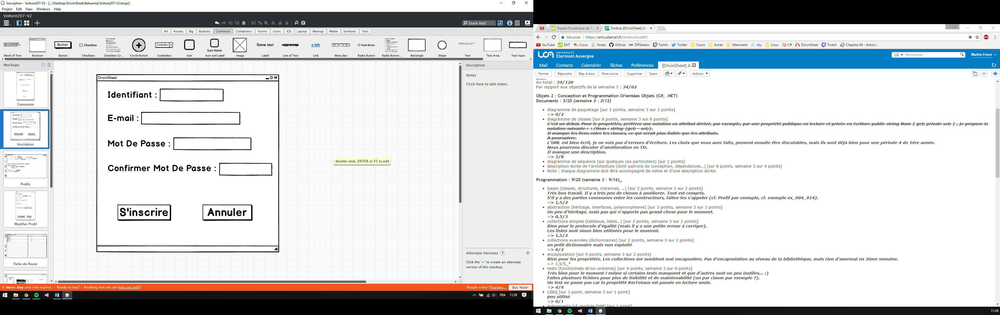 Inscription - Voiture207-V2 - [...\Desktop\DrivinSheet\Balsamiq\Voiture207-V2.bmpr]
Project Edit View Windows Help
Voiture207-V2
Quick Add
All Assets Big Buttons Common Containers Forms Icons iOS Layout Markup Media Symbols Text
Button
Checkbox
ComboBox
Icon Name
Some text
a link
Radio Button
Block of Text Browser Button Checkbox Checkbox Gr... Circle Button ComboBox Icon Icon and Label Image Label Line of Text Link Menu Bar Radio Button Radio Button... Rectangle Shape Text Text Area Text Input
Mockups
Connexion
Inscription
Profils
Modifier Profil
Fiche de Route
DrivinSheet
Identifiant :
E-mail :
Mot De Passe :
Confirmer Mot De Passe :
S'inscrire Annuler
double-click, ENTER or F2 to edit
Inscription
Notes
Click here to edit notes.
Alternate Versions ?
Click the '+' to create an alternate
version of this mockup.
1 more day until trial expires. - Ready to buy? - Anything else we can help you with?
Bought a key? Register... Buy Now!
FRA 11:39
Espace Numérique de Tr
Zimbra: [DrivinSheet] An
Mathis
Sécurisé https://ent.udamail.fr/zimbra/mail#2
ABP
YouTube ENT Cours Notes GitHub DPStream Twitch Twitter Cours Achat Vêtements Izly Linux C# DrivinSheet Twitch Chapitre 04 - Articles
UCA UNIVERSITÉ
Clermont Auvergne
Rechercher
Mathis Frizot
Mail Contacts Calendrier Tâches Préférences [DrivinSheet] A
Fermer Répondre Rép. à tous Faire suivre Supprimer Spam Actions
Au total : 34/120
Par rapport aux objectifs de la semaine 3 : 34/62
Objets 2 : Conception et Programmation Orientées Objets (C#, .NET)
Documents : 3/20 (semaine 3 : 3/12)
• diagramme de paquetage [sur 2 points, semaine 3 sur 2 points]
=> 0/2
• diagramme de classes [sur 8 points, semaine 3 sur 6 points]
C'est un début. Pour le propriétés, préférez une notation en attribut dérivé, par exemple, par une propriété publique en lecture et privée en écriture public string Nom { get; private set; } , je propose la
notation suivante : +/Nom : string {get; - set;}.
Il manque les liens entre les classes, ce qui serait plus lisible que les attributs.
A poursuivre.
L'UML est bien écrit, je ne vois pas d'erreurs d'écriture. Les choix que vous avez faits, peuvent ensuite être discutables, mais ils sont déjà bien pour une période 4 de 1ère année.
Nous pourrons discuter d'amélioration en TD.
Il manque une description.
=> 3/8
• diagramme de séquence (sur quelques cas particuliers) [sur 2 points]
• description écrite de l’architecture (dont patrons de conception, dépendances…) [sur 8 points, semaine 3 sur 4 points]
• Note : chaque diagramme doit être accompagné de notes et d’une description écrite.
Programmation : 9/20 (semaine 3 : 9/16)_
• bases (classes, structures, instances, …) [sur 2 points, semaine 3 sur 2 points]
Très bon travail. Il y a très peu de choses à améliorer. Tout est compris.
S'il y a des parties communes entre les constructeurs, faites-les s'appeler (cf. Profil par exemple, cf. exemple ex_004_014).
=> 1,5/2
• abstraction (héritage, interfaces, polymorphisme) [sur 3 points, semaine 3 sur 3 points]
Un peu d'héritage, mais pas qui n'apporte pas grand chose pour le moment.
=> 0,5/3
• collections simples (tableaux, listes…) [sur 2 points, semaine 3 sur 2 points]
Bien pour le protocole d'égalité (mais il y a une petite erreur à corriger).
Les listes sont sinon bien utilisées pour le moment.
=> 1,5/2
• collections avancées (dictionnaires) [sur 2 points, semaine 3 sur 2 points]
un petit dictionnaire mais non exploité
=> 0/2
• encapsulation [sur 5 points, semaine 3 sur 2 points]
Bien pour les propriétés. Les collections me semblent mal encapsulées. Pas d'encapsulation au niveau de la bibliothèque, mais rien d'anormal en 3ème semaine.
=> 1,5/5_*
• tests (fonctionnels et/ou unitaires) [sur 4 points, semaine 3 sur 4 points]
Très bien pour le moment ! même si certains tests manquent et que d'autres sont un peu inutiles... :)
Faites plusieurs fichiers pour plus de lisibilité et de maintenabilité (un par classe par exemple ?).
Un test ne passe pas car la propriété KmTotaux est passée en lecture seule.
=> 4/4
• LINQ [sur 1 point, semaine 3 sur 1 point]
peu utilisé
=> 0/1
• évènements (cf. module IHM) [sur 1 point]
11:39